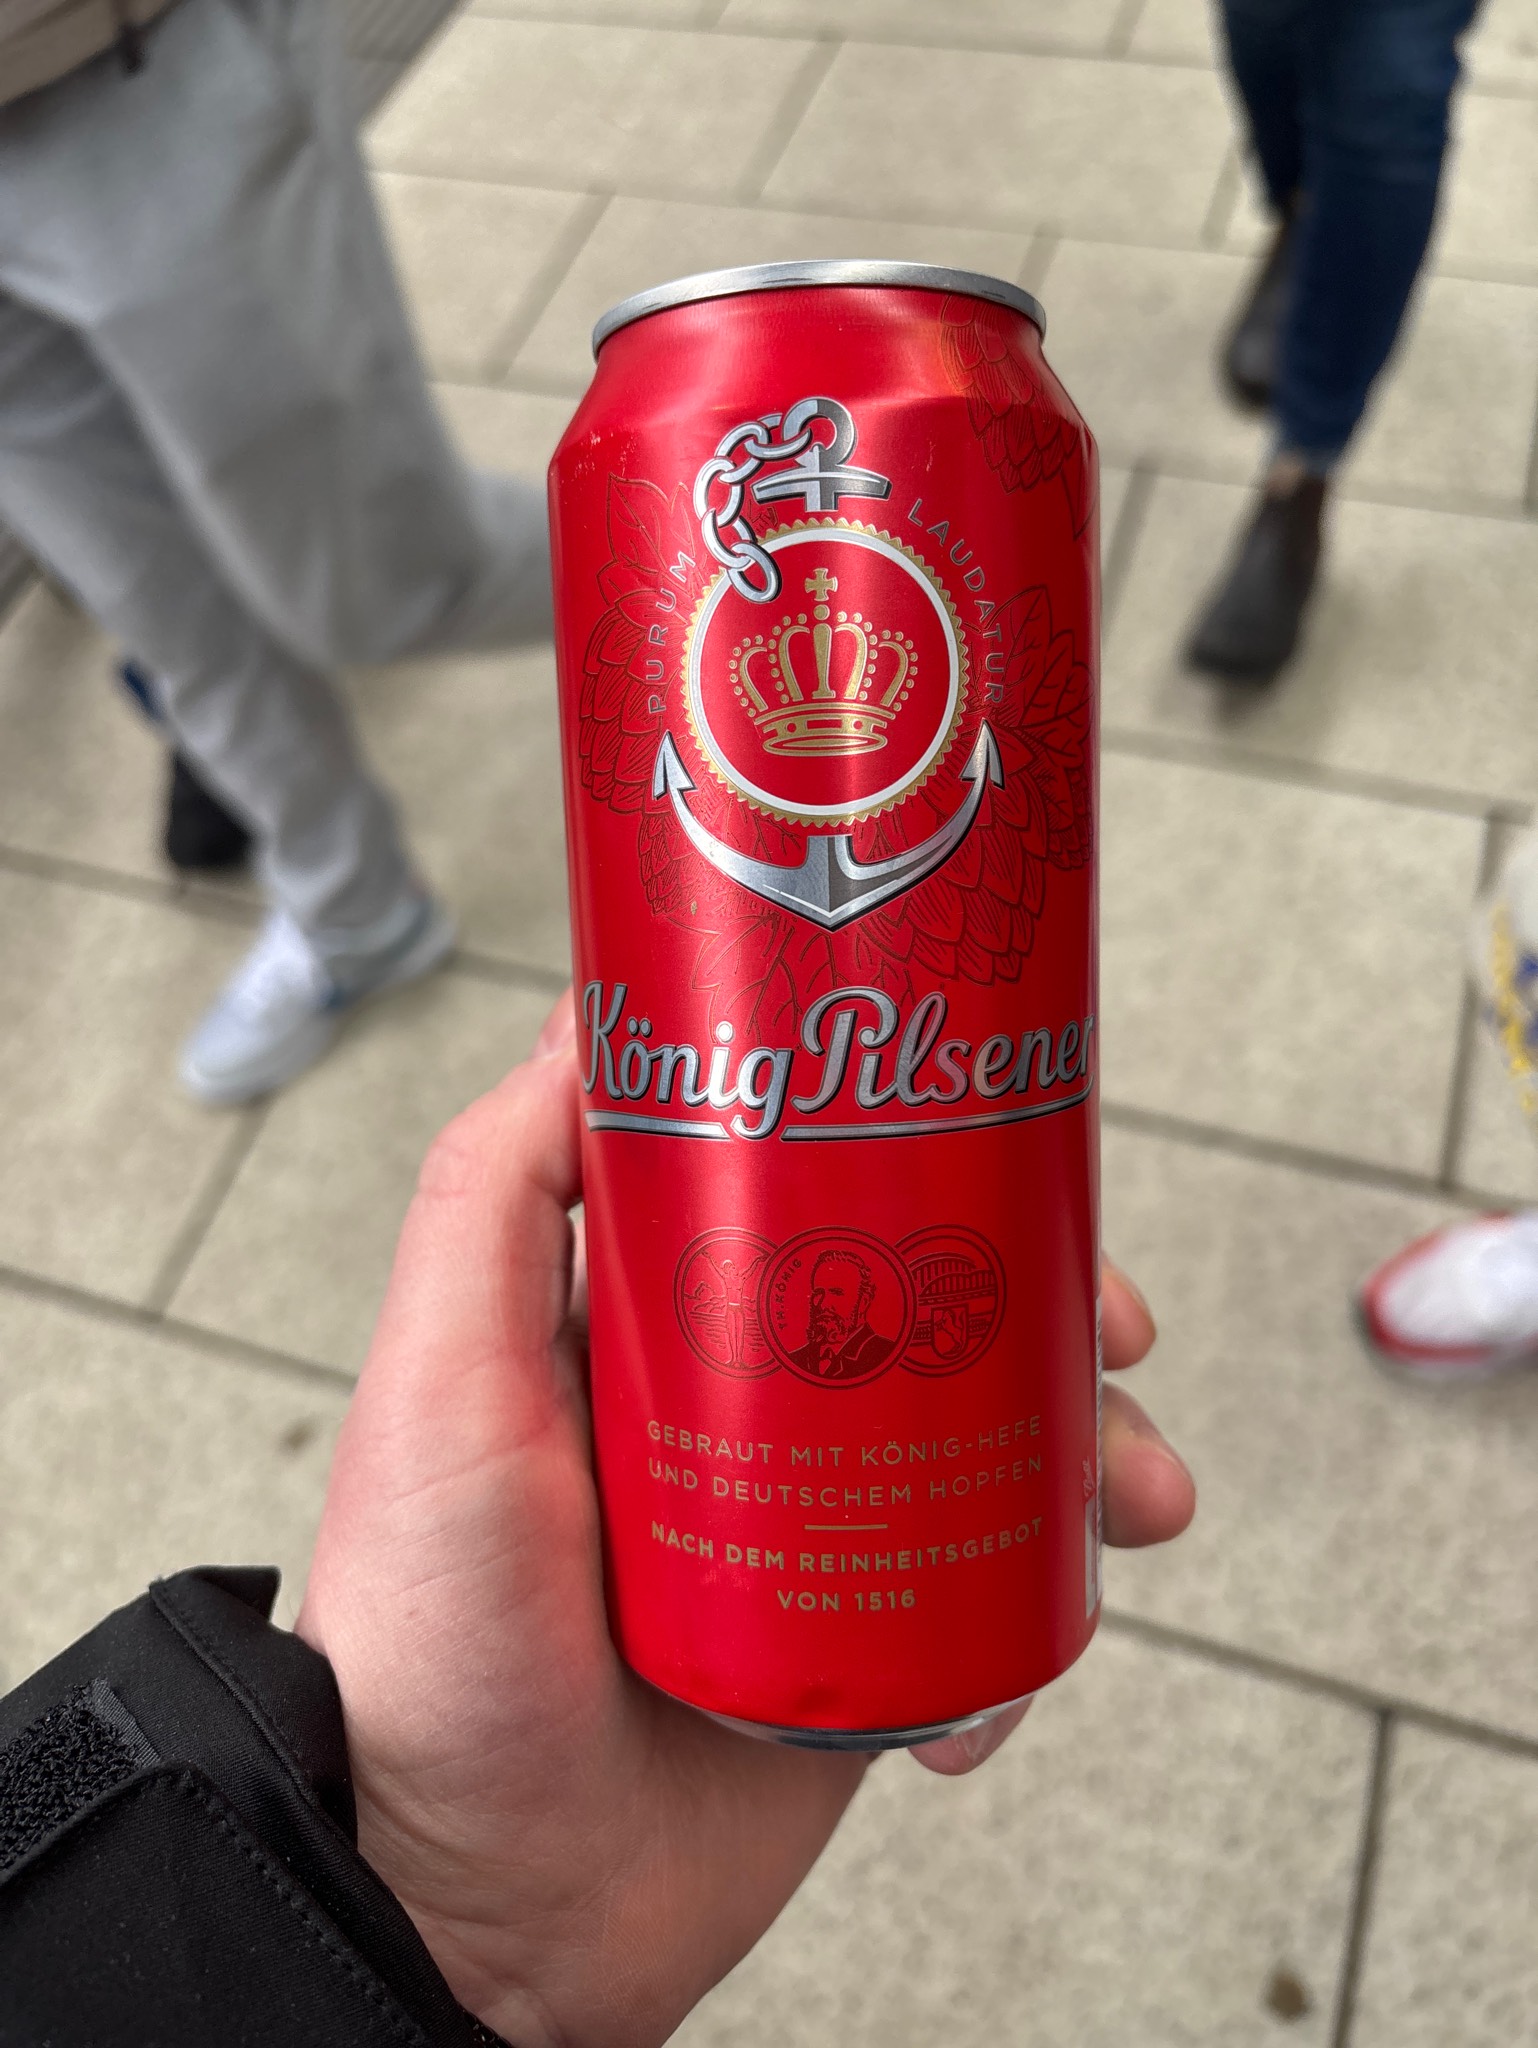 PURUM LAUDATUR
König Pilsener
TH. KÖNIG
GEBRAUT MIT KÖNIG-HEFE
UND DEUTSCHEM HOPFEN
NACH DEM REINHEITSGEBOT
VON 1516